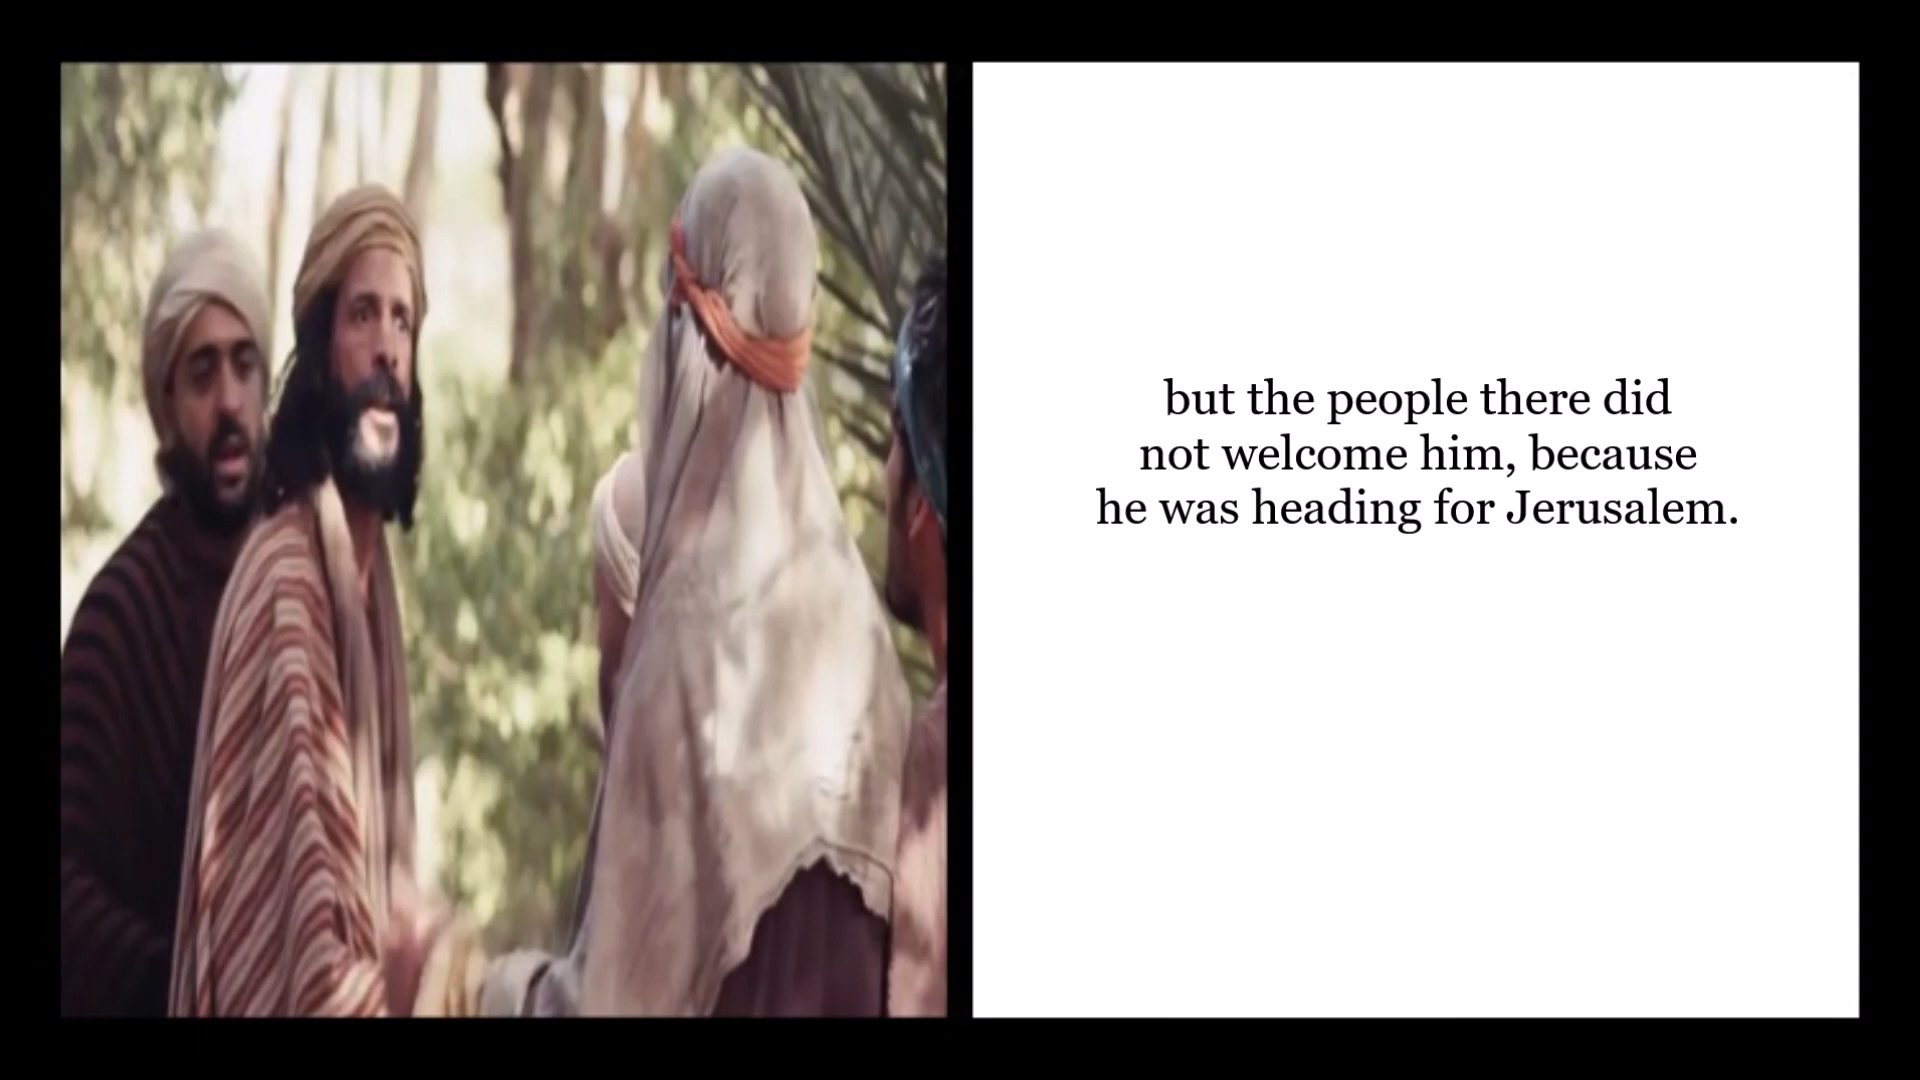 but the people there did
not welcome him, because
he was heading for Jerusalem.